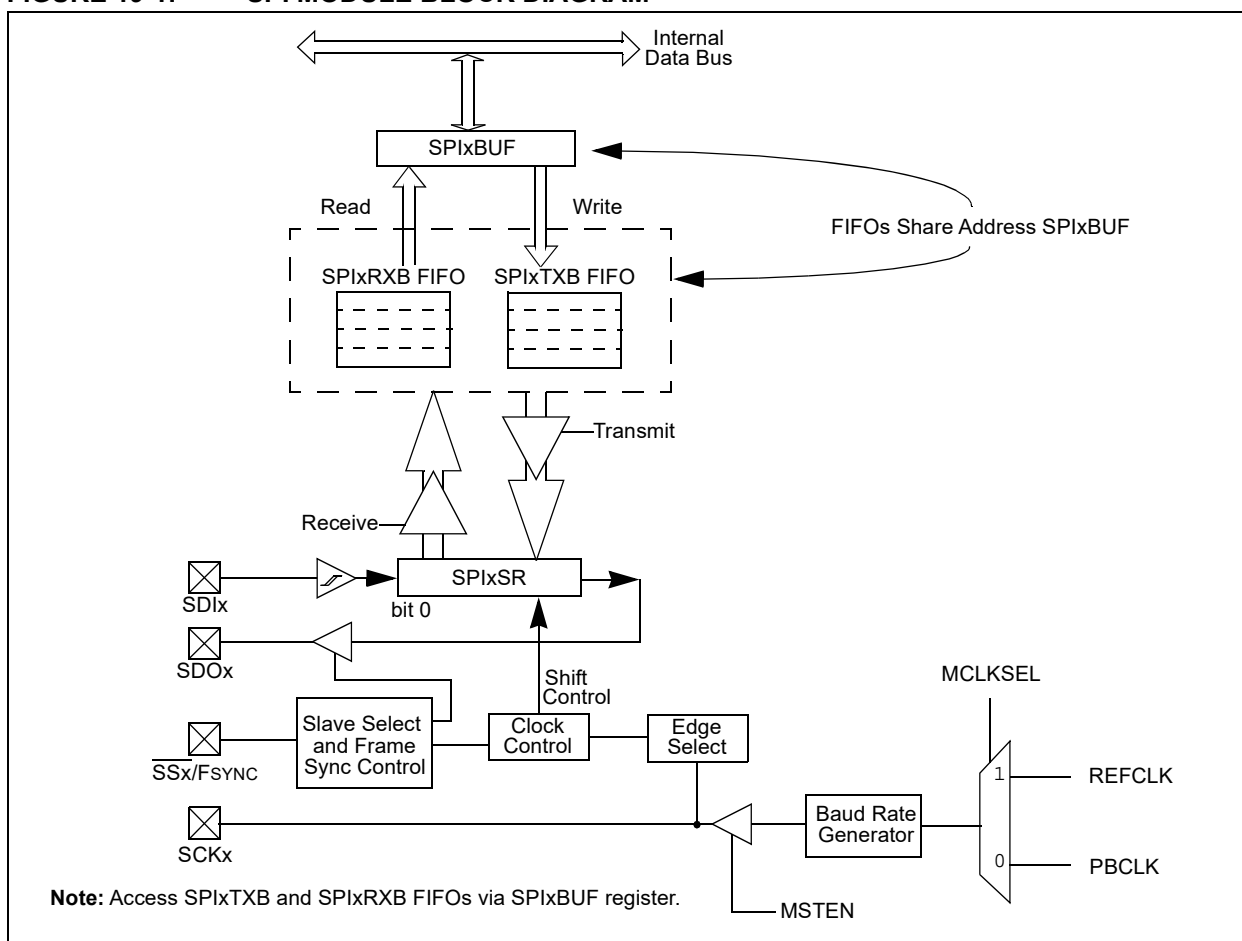 Internal
Data Bus
SPIxBUF
Read
Write
FIFOs Share Address SPIxBUF
SPIxRXB FIFO
SPIxTXB FIFO
Transmit
Receive
SPIxSR
SDIx
bit 0
SDOx
Shift
Control
MCLKSEL
Slave Select
and Frame
Sync Control
Clock
Control
Edge
Select
SSx/FSYNC
1
REFCLK
Baud Rate
Generator
SCKx
0
PBCLK
Note: Access SPIxTXB and SPIxRXB FIFOs via SPIxBUF register.
MSTEN